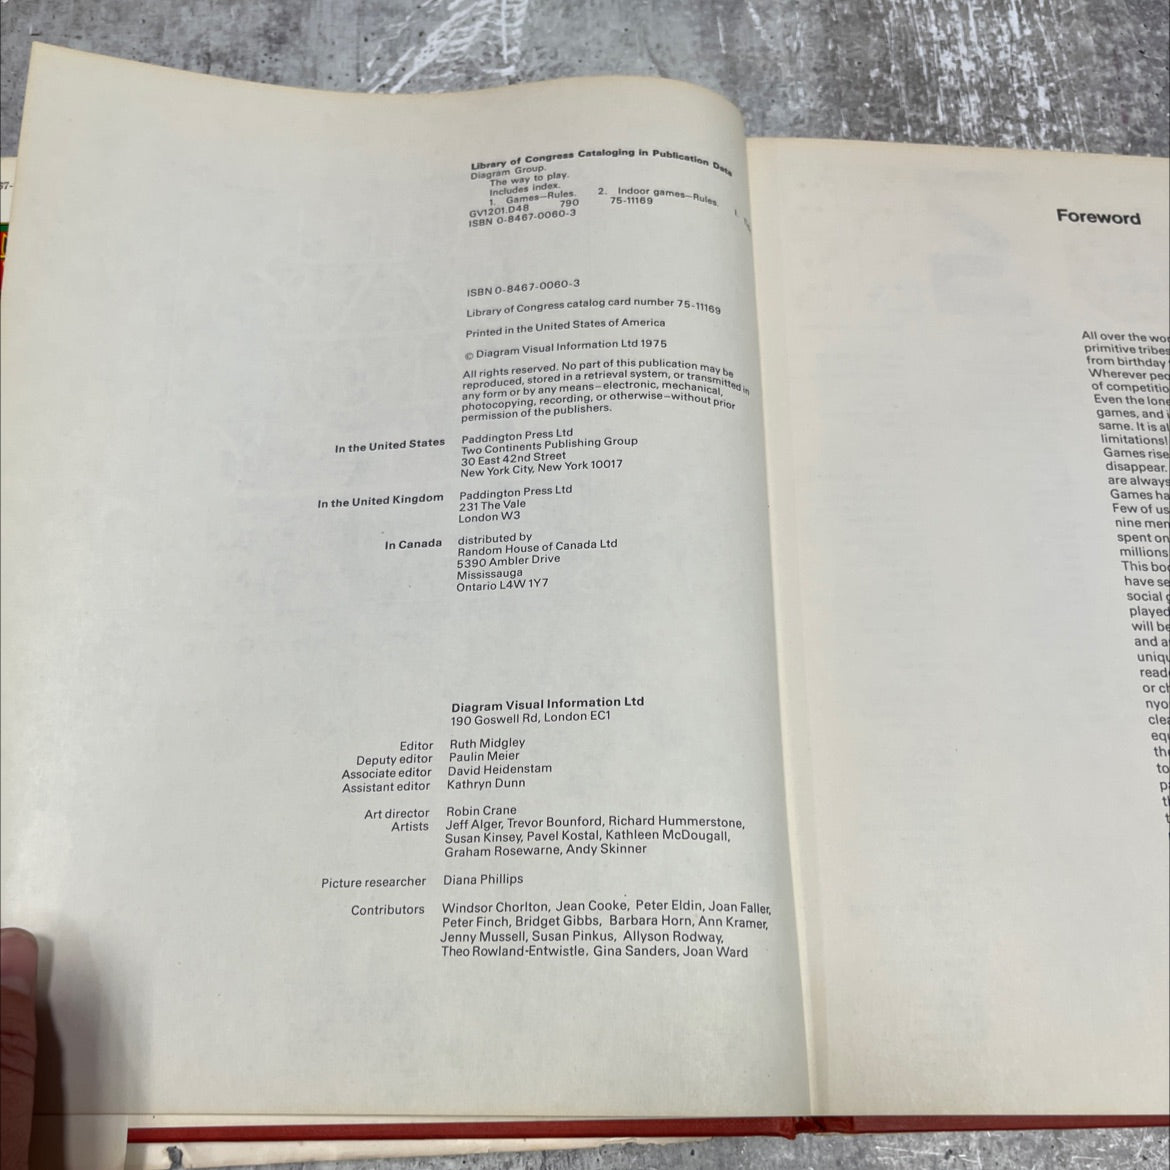 Library of Congress Cataloging in Publication Data
Diagram Group.
The way to play.
Includes index.
1. Games—Rules. 2. Indoor games—Rules. I.
GV1201.D48 790 75-11169
ISBN 0-8467-0060-3
ISBN 0-8467-0060-3
Library of Congress catalog card number 75-11169
Printed in the United States of America
© Diagram Visual Information Ltd 1975
All rights reserved. No part of this publication may be
reproduced, stored in a retrieval system, or transmitted in
any form or by any means—electronic, mechanical,
photocopying, recording, or otherwise—without prior
permission of the publishers.
In the United States Paddington Press Ltd
Two Continents Publishing Group
30 East 42nd Street
New York City, New York 10017
In the United Kingdom Paddington Press Ltd
231 The Vale
London W3
In Canada distributed by
Random House of Canada Ltd
5390 Ambler Drive
Mississauga
Ontario L4W 1Y7
Diagram Visual Information Ltd
190 Goswell Rd, London EC1
Editor Ruth Midgley
Deputy editor Paulin Meier
Associate editor David Heidenstam
Assistant editor Kathryn Dunn
Art director Robin Crane
Artists Jeff Alger, Trevor Bounford, Richard Hummerstone,
Susan Kinsey, Pavel Kostal, Kathleen McDougall,
Graham Rosewarne, Andy Skinner
Picture researcher Diana Phillips
Contributors Windsor Chorlton, Jean Cooke, Peter Eldin, Joan Faller,
Peter Finch, Bridget Gibbs, Barbara Horn, Ann Kramer,
Jenny Mussell, Susan Pinkus, Allyson Rodway,
Theo Rowland-Entwistle, Gina Sanders, Joan Ward
Foreword
All over the
primitive tribes
from birthday
Wherever
of
Even the
games, and
same. It is
limitations!
Games rise
disappear.
are always
Games
Few of us
nine
spent on
millions
This
have
social
played
will be
and
or